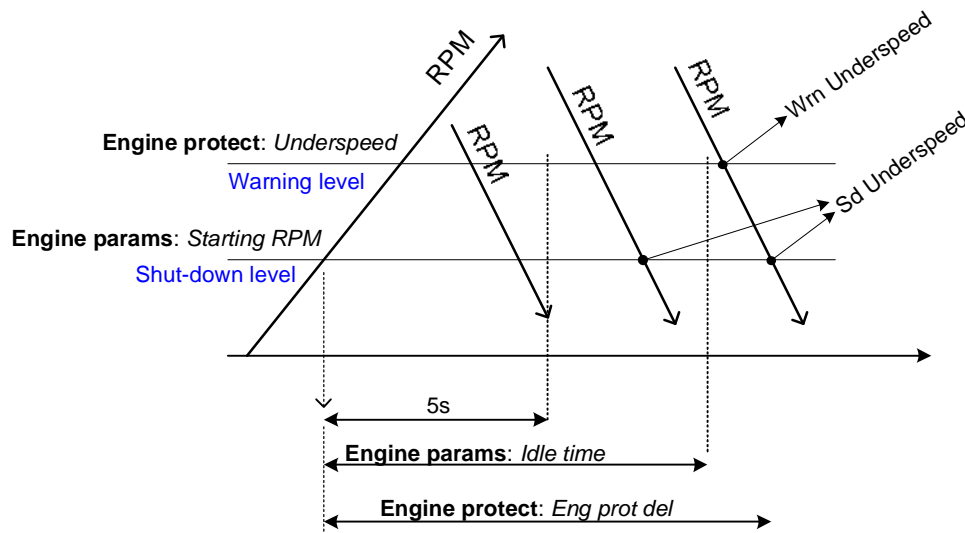 RPM
RPM
RPM
RPM
Wrn Underspeed
Engine protect: Underspeed
Warning level
Sd Underspeed
Engine params: Starting RPM
Shut-down level
5s
Engine params: Idle time
Engine protect: Eng prot del